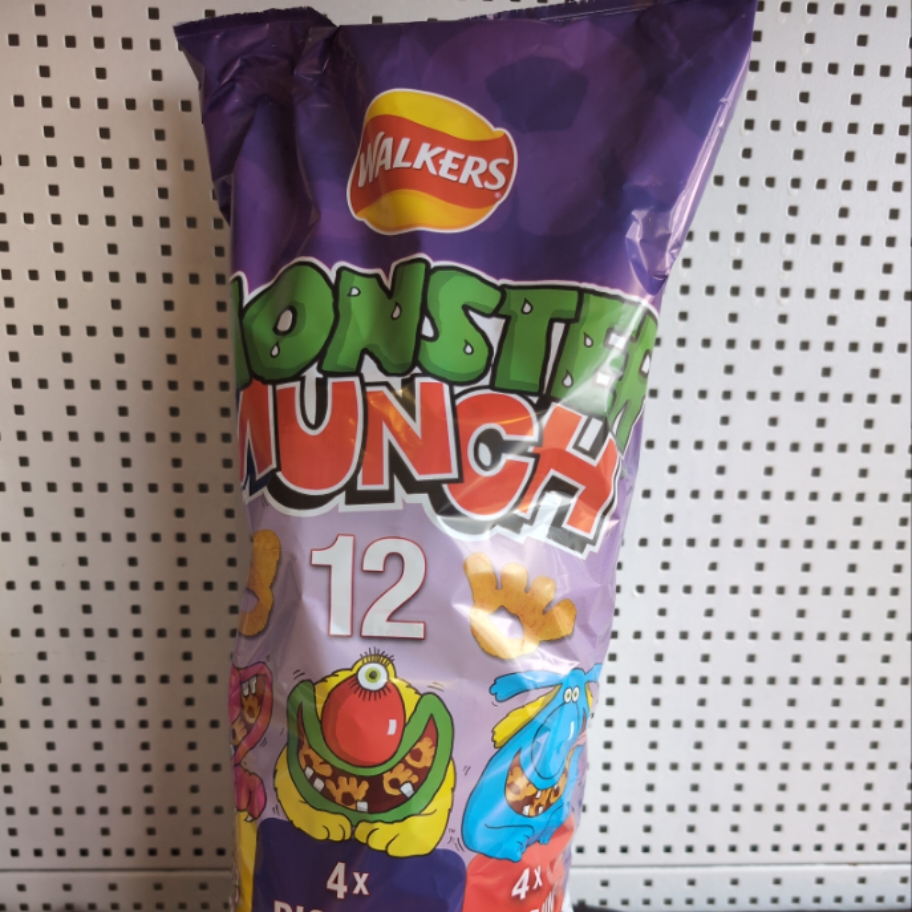 WALKERS
MONSTER
MUNCH
12
4x
4x